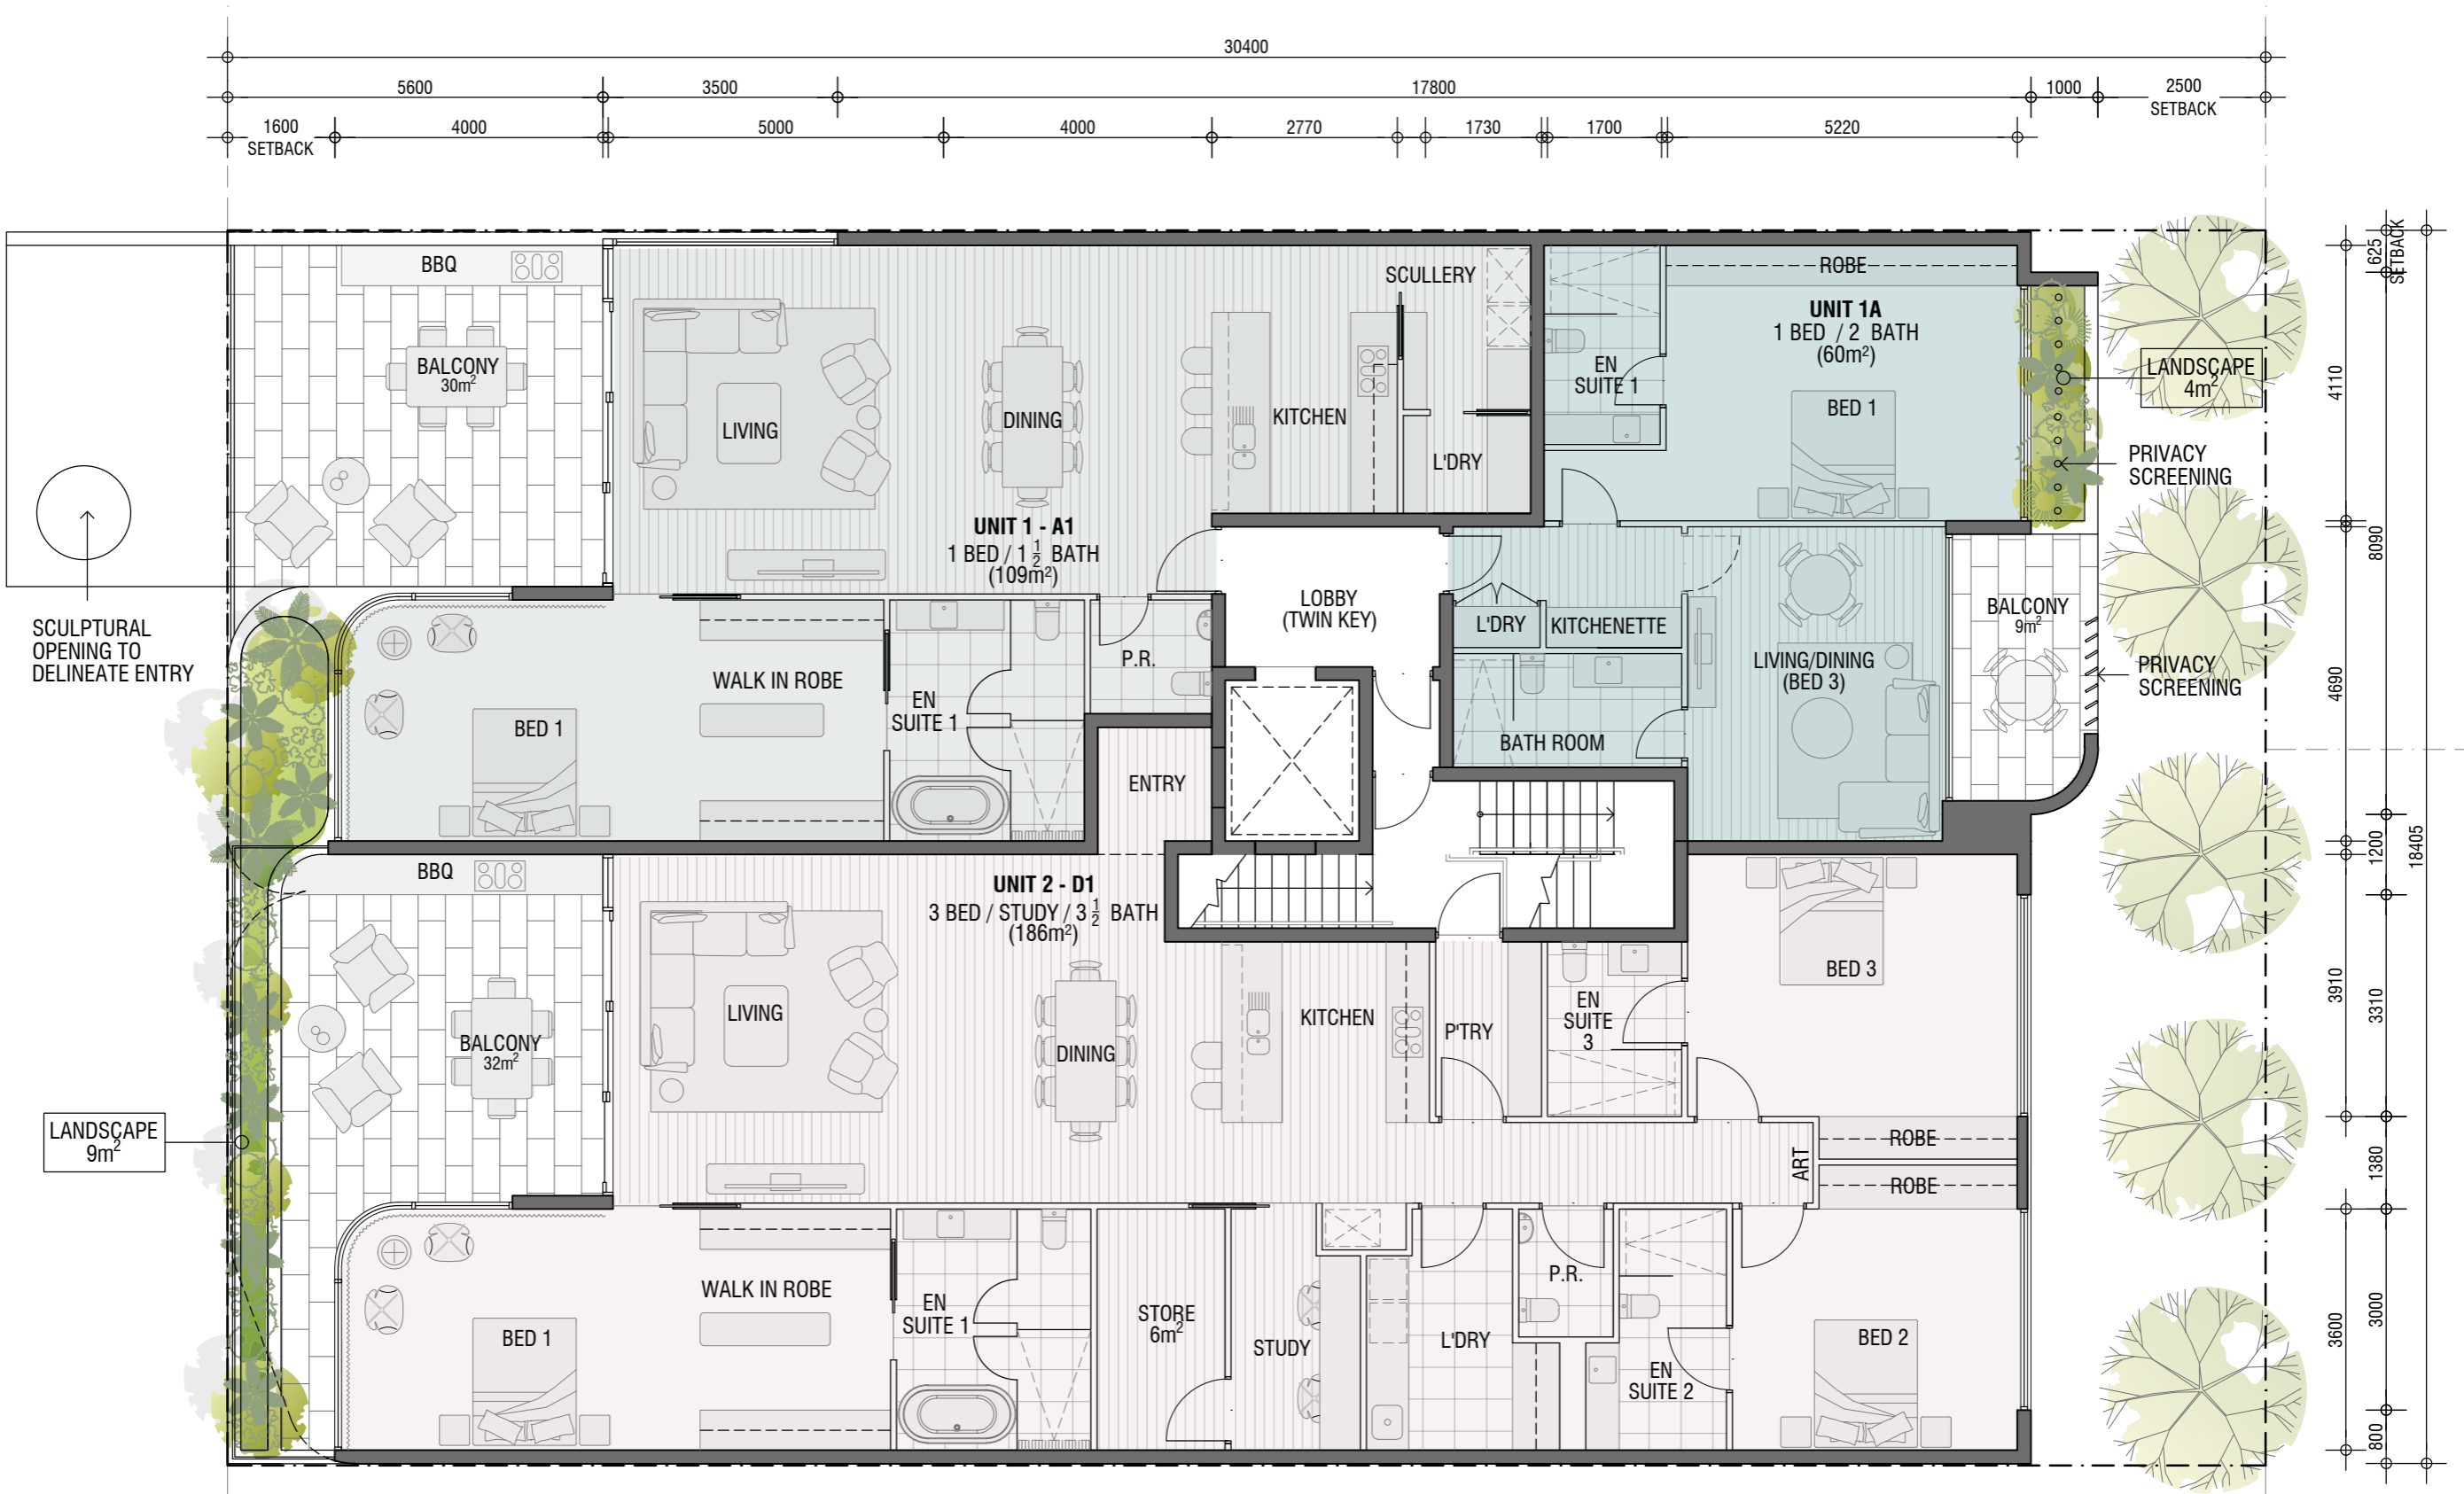 30400
5600
3500
17800
1000
2500
SETBACK
1600
SETBACK
4000
5000
4000
2770
1730
1700
5220
BBQ
BALCONY
30m²
LIVING
DINING
KITCHEN
SCULLERY
L'DRY
UNIT 1 - A1
1 BED / 1 ½ BATH
(109m²)
EN
SUITE 1
ROBE
UNIT 1A
1 BED / 2 BATH
(60m²)
BED 1
LANDSCAPE
4m²
PRIVACY
SCREENING
625
SETBACK
4110
8090
4690
1200
18405
3910
3310
1380
3600
3000
800
SCULPTURAL
OPENING TO
DELINEATE ENTRY
BED 1
WALK IN ROBE
EN
SUITE 1
P.R.
LOBBY
(TWIN KEY)
L'DRY
KITCHENETTE
BATH ROOM
LIVING/DINING
(BED 3)
BALCONY
9m²
PRIVACY
SCREENING
ENTRY
BBQ
UNIT 2 - D1
3 BED / STUDY / 3 ½ BATH
(186m²)
BALCONY
32m²
LIVING
DINING
KITCHEN
P'TRY
EN
SUITE
3
BED 3
LANDSCAPE
9m²
ART
ROBE
ROBE
BED 1
WALK IN ROBE
EN
SUITE 1
STORE
6m²
STUDY
L'DRY
P.R.
EN
SUITE 2
BED 2